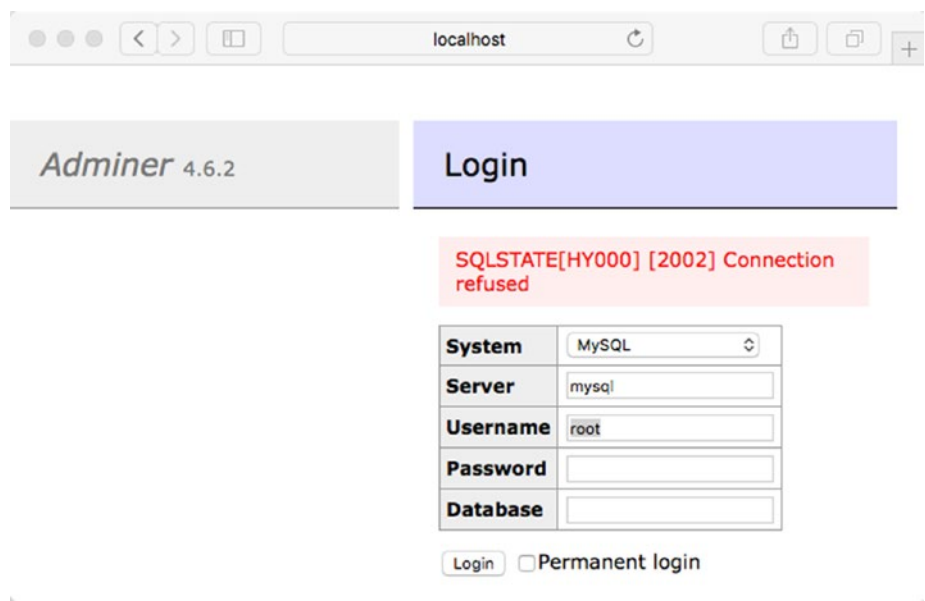 localhost
Adminer 4.6.2
Login
SQLSTATE[HY000] [2002] Connection
refused
System MySQL
Server mysql
Username root
Password
Database
Login Permanent login